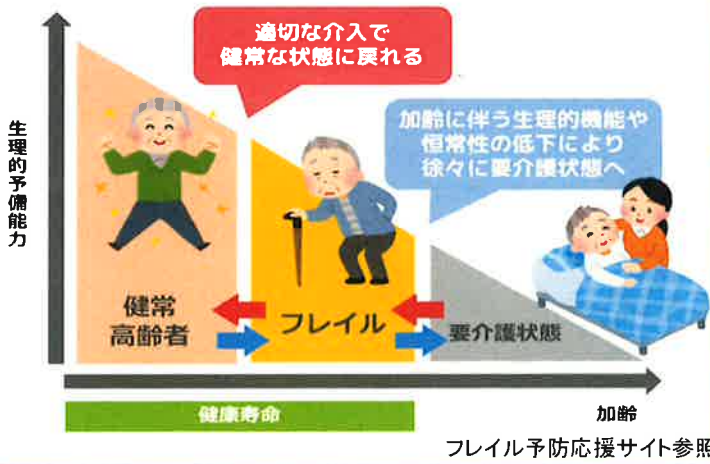 適切な介入で
健常な状態に戻れる
加齢に伴う生理的機能や
恒常性の低下により
徐々に要介護状態へ
生理的予備能力
健常
高齢者
フレイル
要介護状態
健康寿命
加齢
フレイル予防応援サイト参照